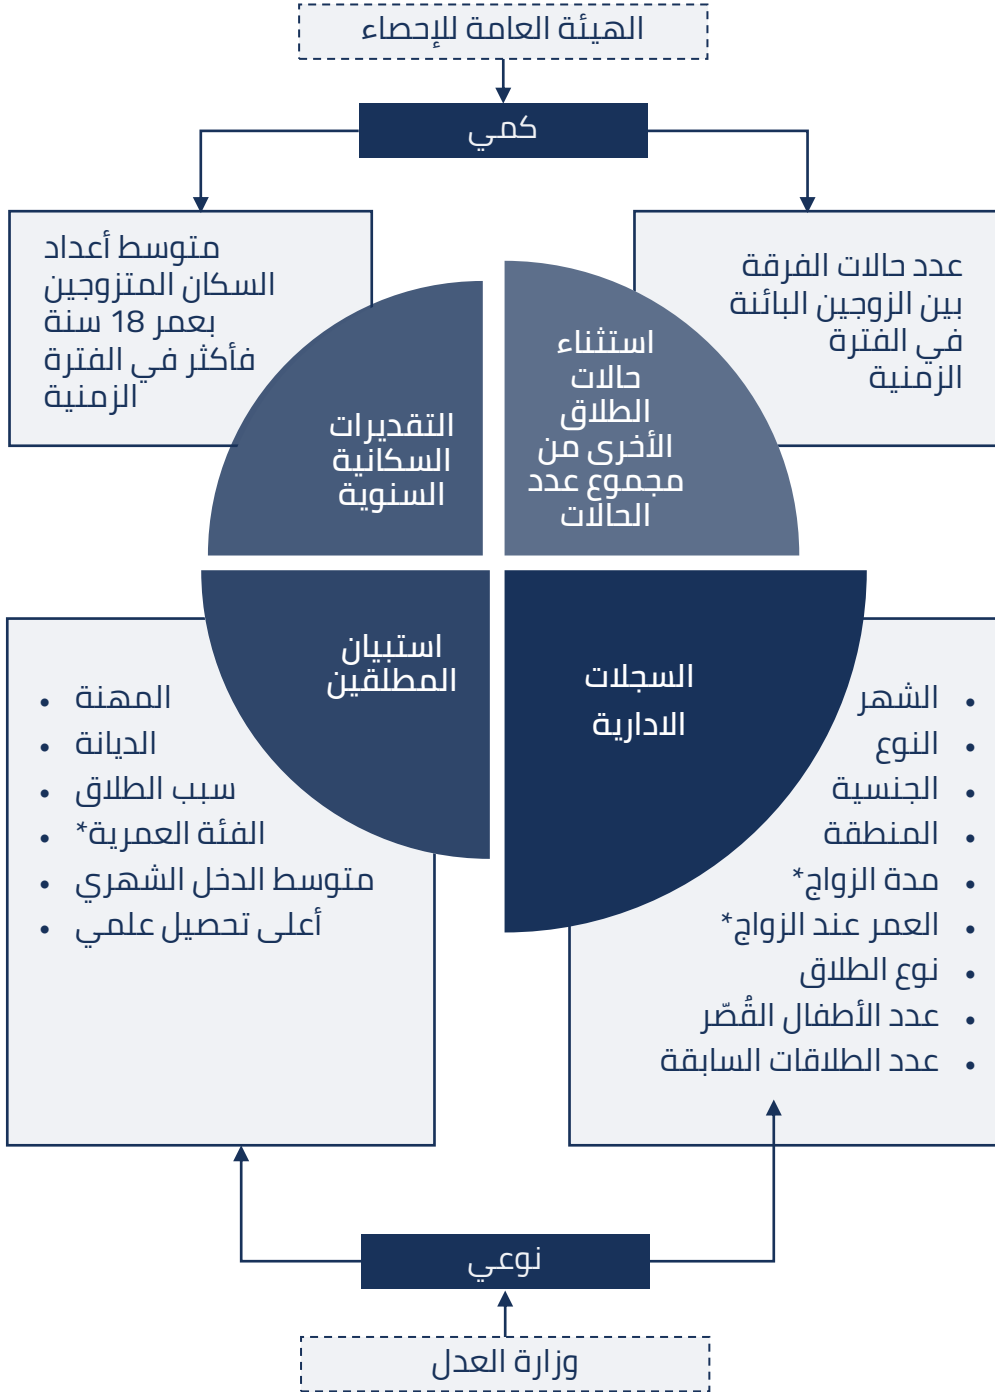 الهيئة العامة للإحصاء
كمي
عدد حالات الفرقة
بين الزوجين البائنة
في الفترة
الزمنية
متوسط أعداد
السكان المتزوجين
بعمر 18 سنة
فأكثر في الفترة
الزمنية
استثناء
حالات
الطلاق
الأخرى من
مجموع عدد
الحالات
التقديرات
السكانية
السنوية
السجلات
الادارية
استبيان
المطلقين
• الشهر
• النوع
• الجنسية
• المنطقة
• مدة الزواج*
• العمر عند الزواج*
• نوع الطلاق
• عدد الأطفال القُصّر
• عدد الطلاقات السابقة
• المهنة
• الديانة
• سبب الطلاق
• الفئة العمرية*
• متوسط الدخل الشهري
• أعلى تحصيل علمي
نوعي
وزارة العدل